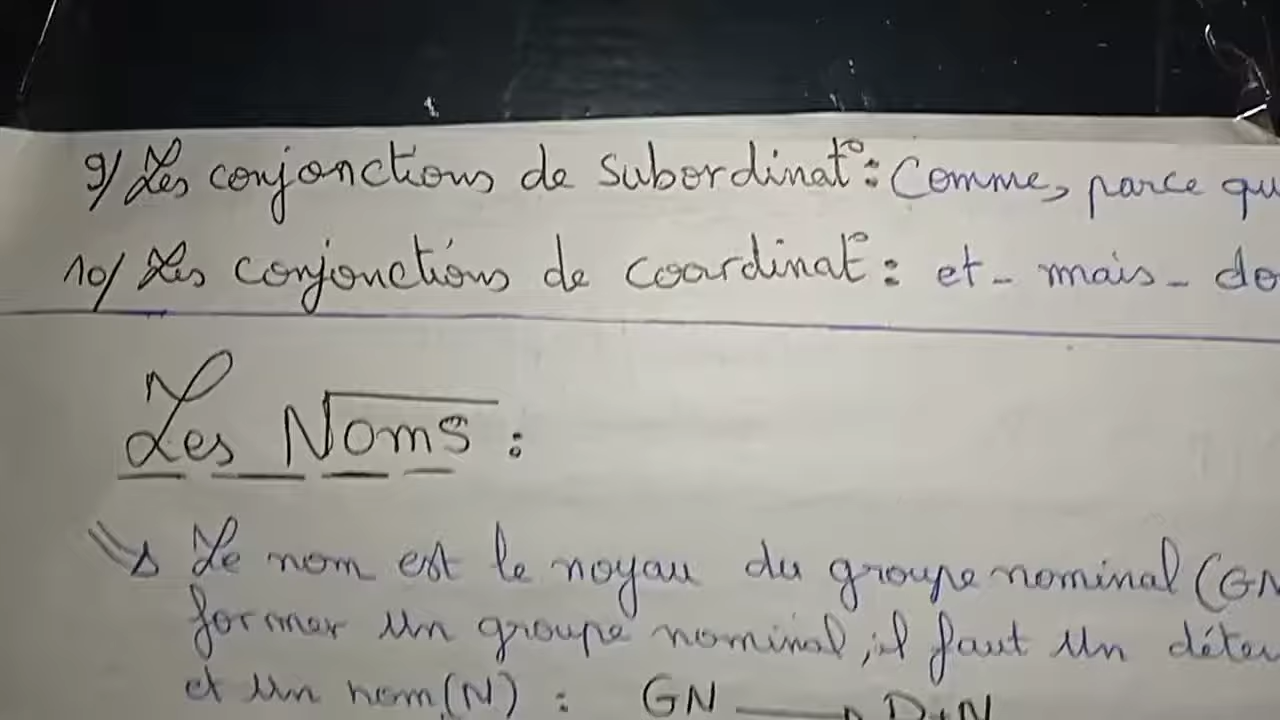 9/ Les conjonctions de subordinat°: Comme, parce qu
10/ Les conjonctions de coordinat°: et - mais - do
Les Noms :
Le nom est le noyau du groupe nominal (GN
former un groupe nominal, il faut un déter
et un nom (N) : GN → D+N